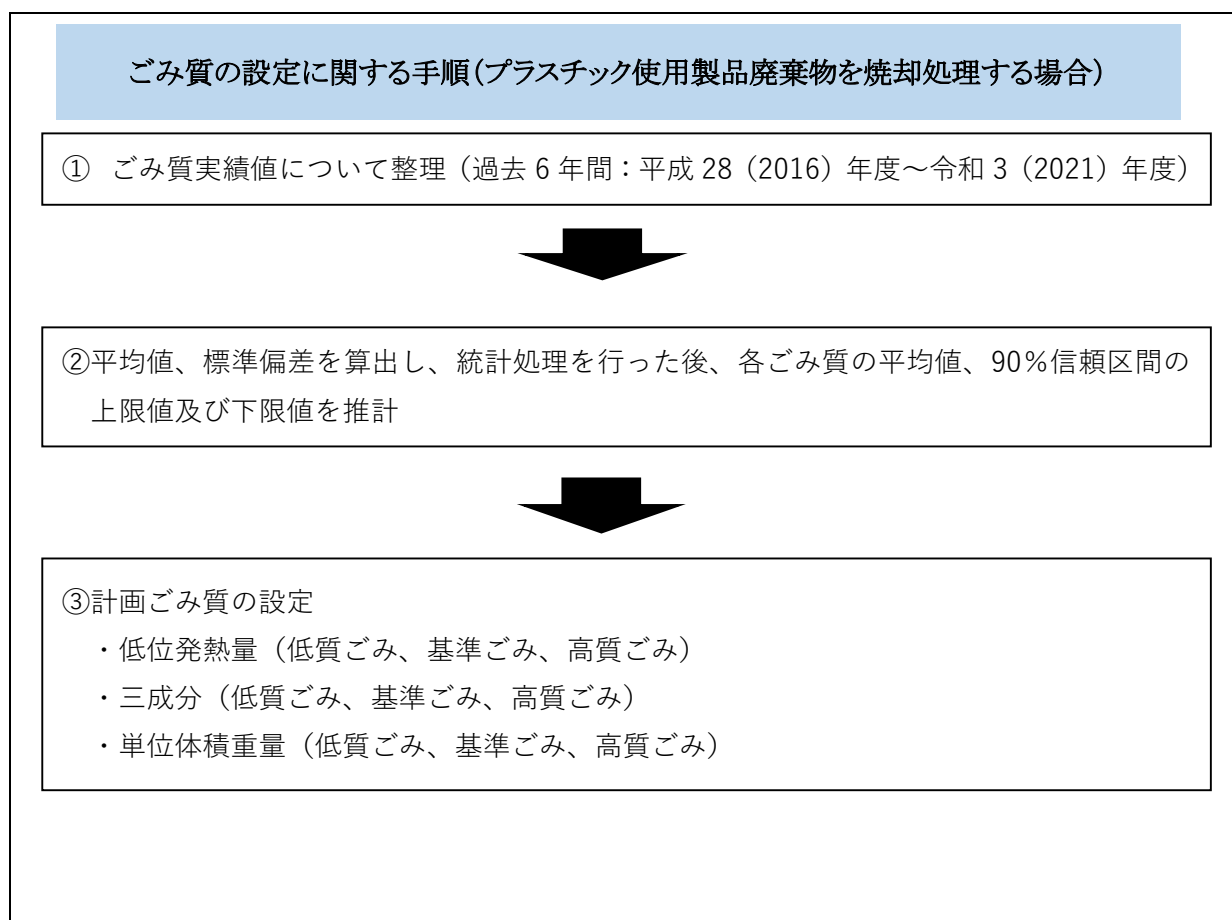 ごみ質の設定に関する手順(プラスチック使用製品廃棄物を焼却処理する場合)
① ごみ質実績値について整理（過去 6 年間：平成 28（2016）年度～令和 3（2021）年度）
②平均値、標準偏差を算出し、統計処理を行った後、各ごみ質の平均値、90％信頼区間の
上限値及び下限値を推計
③計画ごみ質の設定
・低位発熱量（低質ごみ、基準ごみ、高質ごみ）
・三成分（低質ごみ、基準ごみ、高質ごみ）
・単位体積重量（低質ごみ、基準ごみ、高質ごみ）